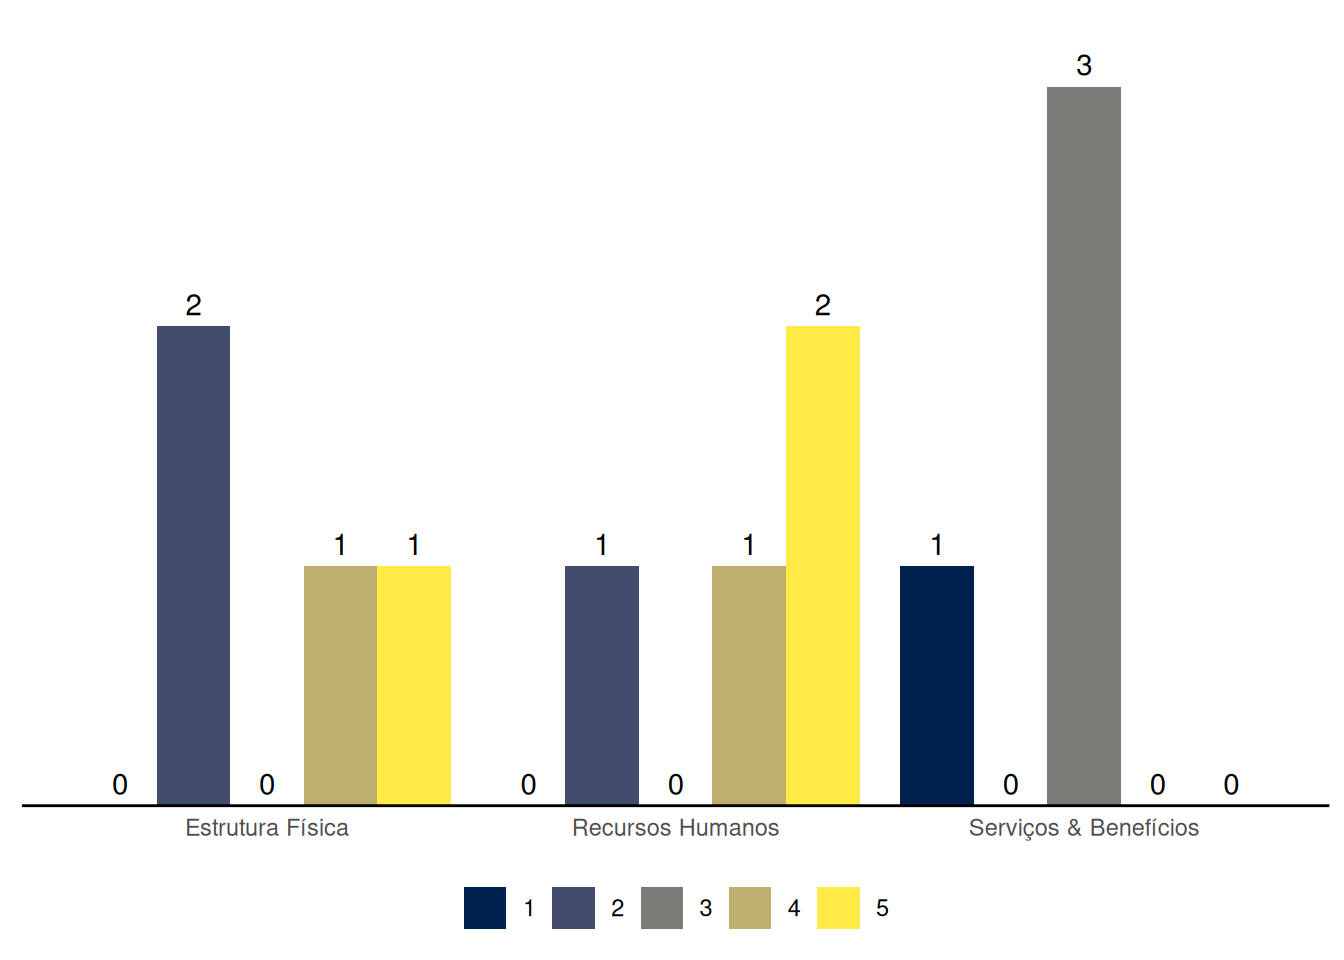 3
2 2
1 1 1 1 1
0 0 0 0 0 0 0
Estrutura Física Recursos Humanos Serviços & Benefícios
1 2 3 4 5